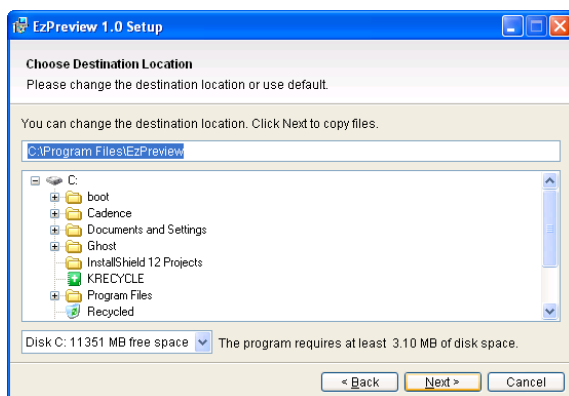 EzPreview 1.0 Setup
Choose Destination Location
Please change the destination location or use default.
You can change the destination location. Click Next to copy files.
C:\Program Files\EzPreview
C:
boot
Cadence
Documents and Settings
Ghost
InstallShield 12 Projects
KRECYCLE
Program Files
Recycled
Disk C: 11351 MB free space The program requires at least 3.10 MB of disk space.
< Back Next > Cancel